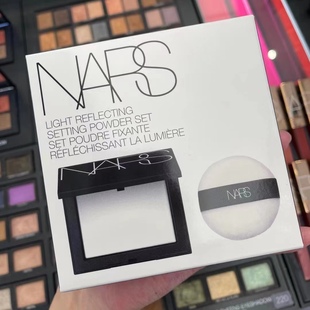 NARS
LIGHT REFLECTING
SETTING POWDER SET
SET POUDRE FIXANTE
RÉFLÉCHISSANT LA LUMIÈRE
NARS
NARS